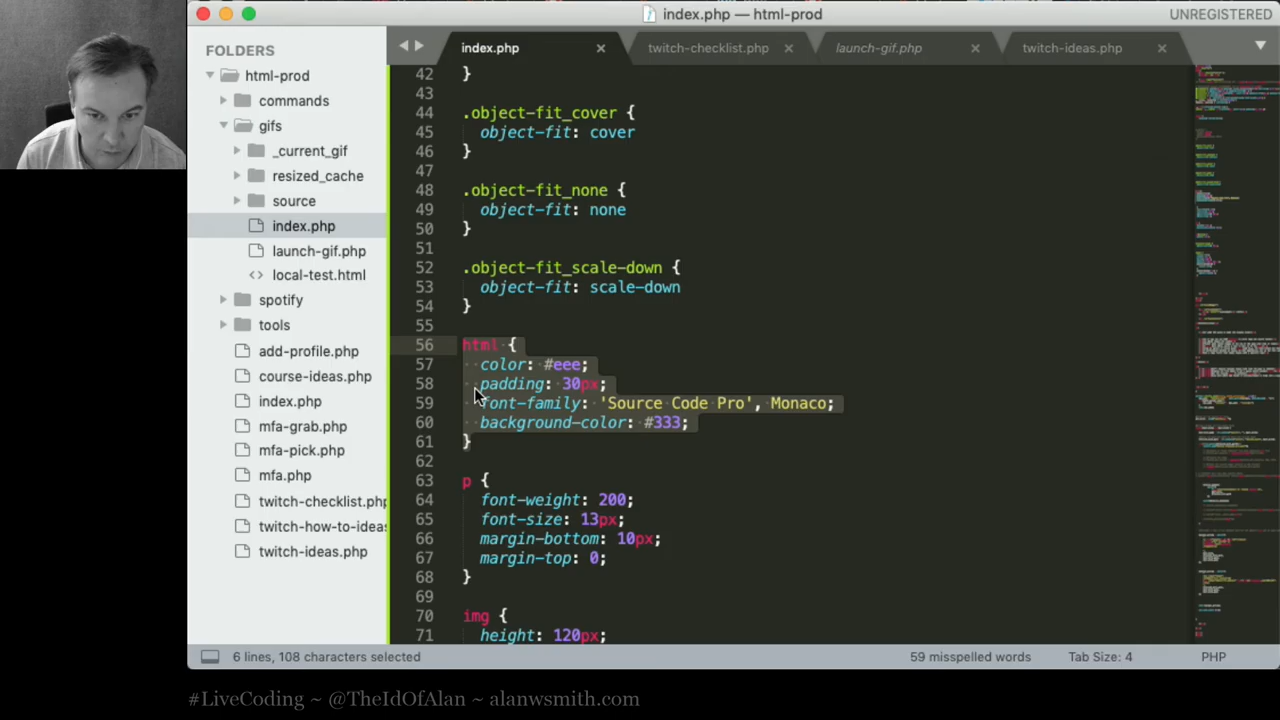 index.php — html-prod
UNREGISTERED
FOLDERS
html-prod
commands
gifs
_current_gif
resized_cache
source
index.php
launch-gif.php
local-test.html
spotify
tools
add-profile.php
course-ideas.php
index.php
mfa-grab.php
mfa-pick.php
mfa.php
twitch-checklist.php
twitch-how-to-ideas
twitch-ideas.php
index.php
twitch-checklist.php
launch-gif.php
twitch-ideas.php
42 }
43
44 .object-fit_cover {
45 object-fit: cover
46 }
47
48 .object-fit_none {
49 object-fit: none
50 }
51
52 .object-fit_scale-down {
53 object-fit: scale-down
54 }
55
56 html {
57 color: #eee;
58 padding: 30px;
59 font-family: 'Source Code Pro', Monaco;
60 background-color: #333;
61 }
62
63 p {
64 font-weight: 200;
65 font-size: 13px;
66 margin-bottom: 10px;
67 margin-top: 0;
68 }
69
70 img {
71 height: 120px;
6 lines, 108 characters selected
59 misspelled words
Tab Size: 4
PHP
#LiveCoding ~ @TheIdOfAlan ~ alanwsmith.com